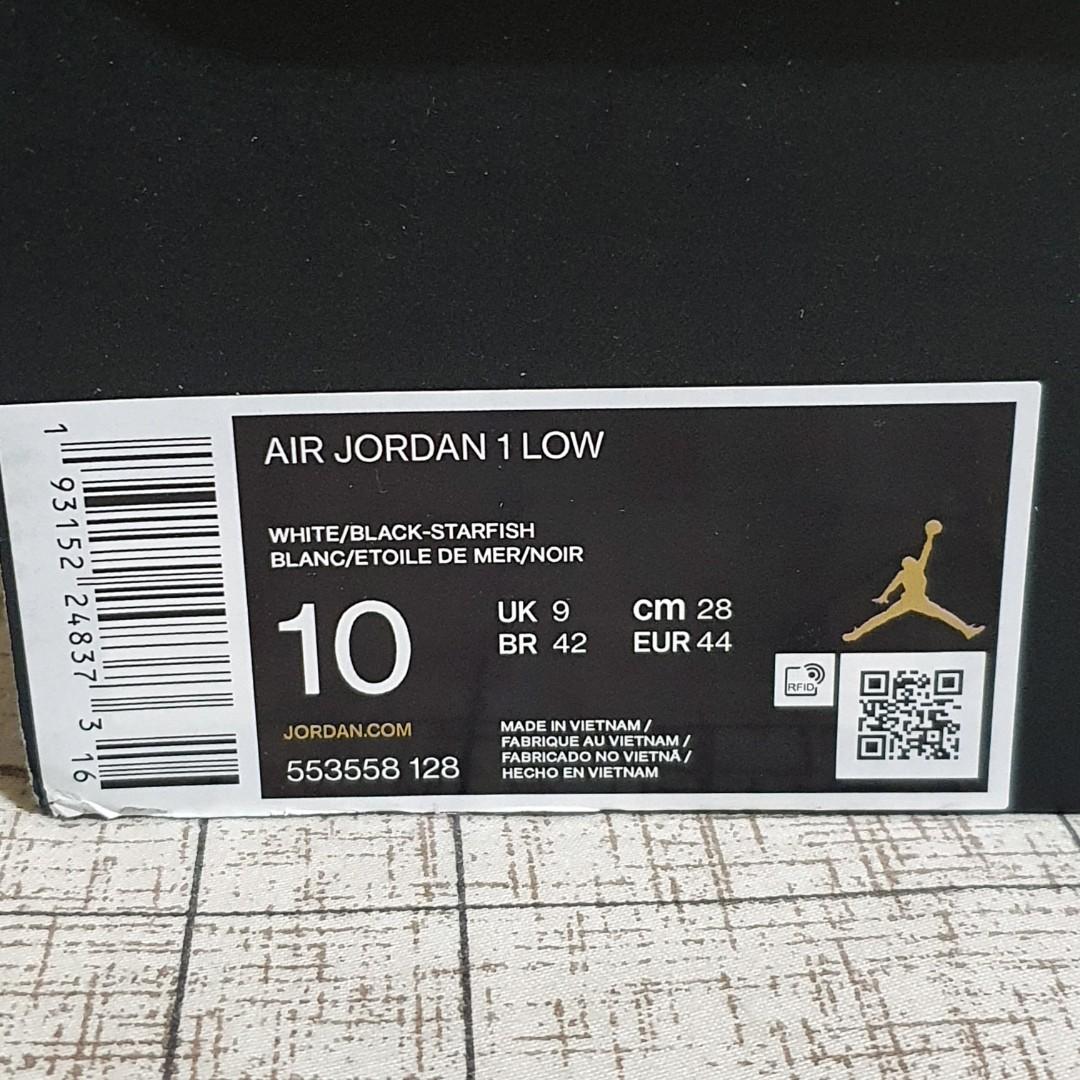 1 93152 24837 3 16
AIR JORDAN 1 LOW
WHITE/BLACK-STARFISH
BLANC/ETOILE DE MER/NOIR
10
UK 9 cm 28
BR 42 EUR 44
RFID
JORDAN.COM
553558 128
MADE IN VIETNAM /
FABRIQUE AU VIETNAM /
FABRICADO NO VIETNÃ /
HECHO EN VIETNAM